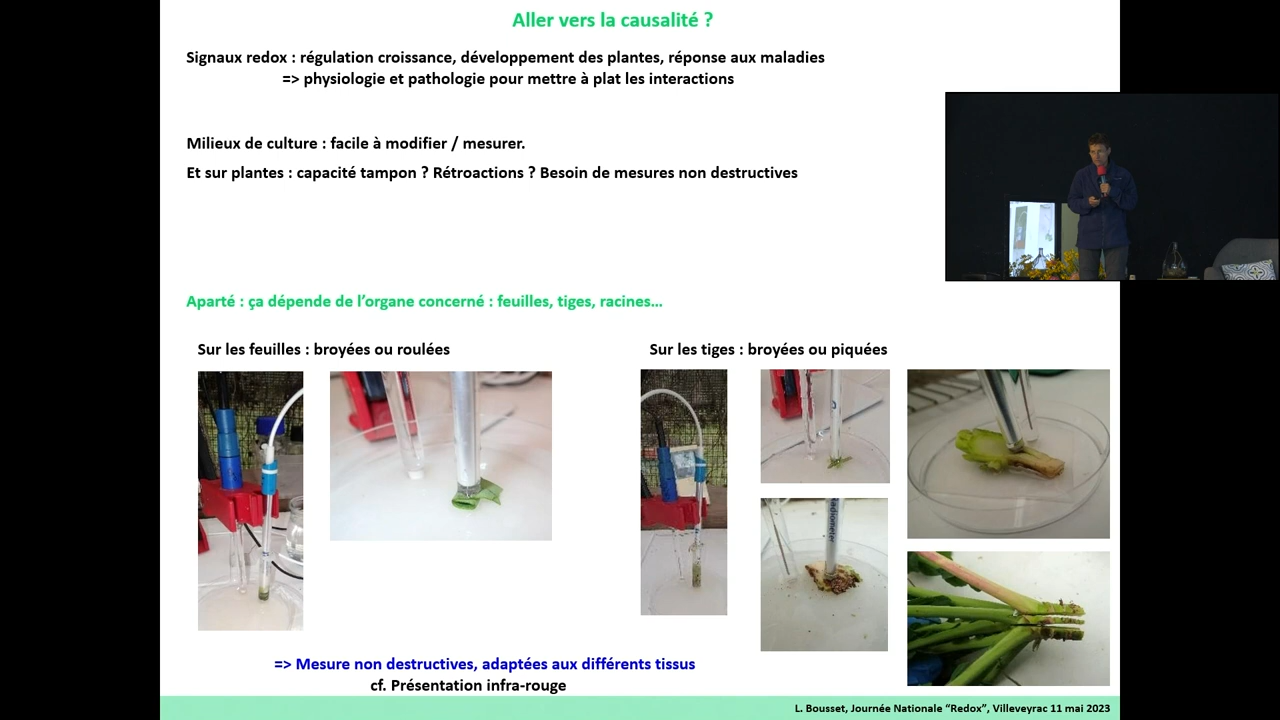 Aller vers la causalité ?
Signaux redox : régulation croissance, développement des plantes, réponse aux maladies
=> physiologie et pathologie pour mettre à plat les interactions
Milieux de culture : facile à modifier / mesurer.
Et sur plantes : capacité tampon ? Rétroactions ? Besoin de mesures non destructives
Aparté : ça dépende de l'organe concerné : feuilles, tiges, racines...
Sur les feuilles : broyées ou roulées
Sur les tiges : broyées ou piquées
Radiometer
=> Mesure non destructives, adaptées aux différents tissus
cf. Présentation infra-rouge
L. Bousset, Journée Nationale “Redox”, Villeveyrac 11 mai 2023